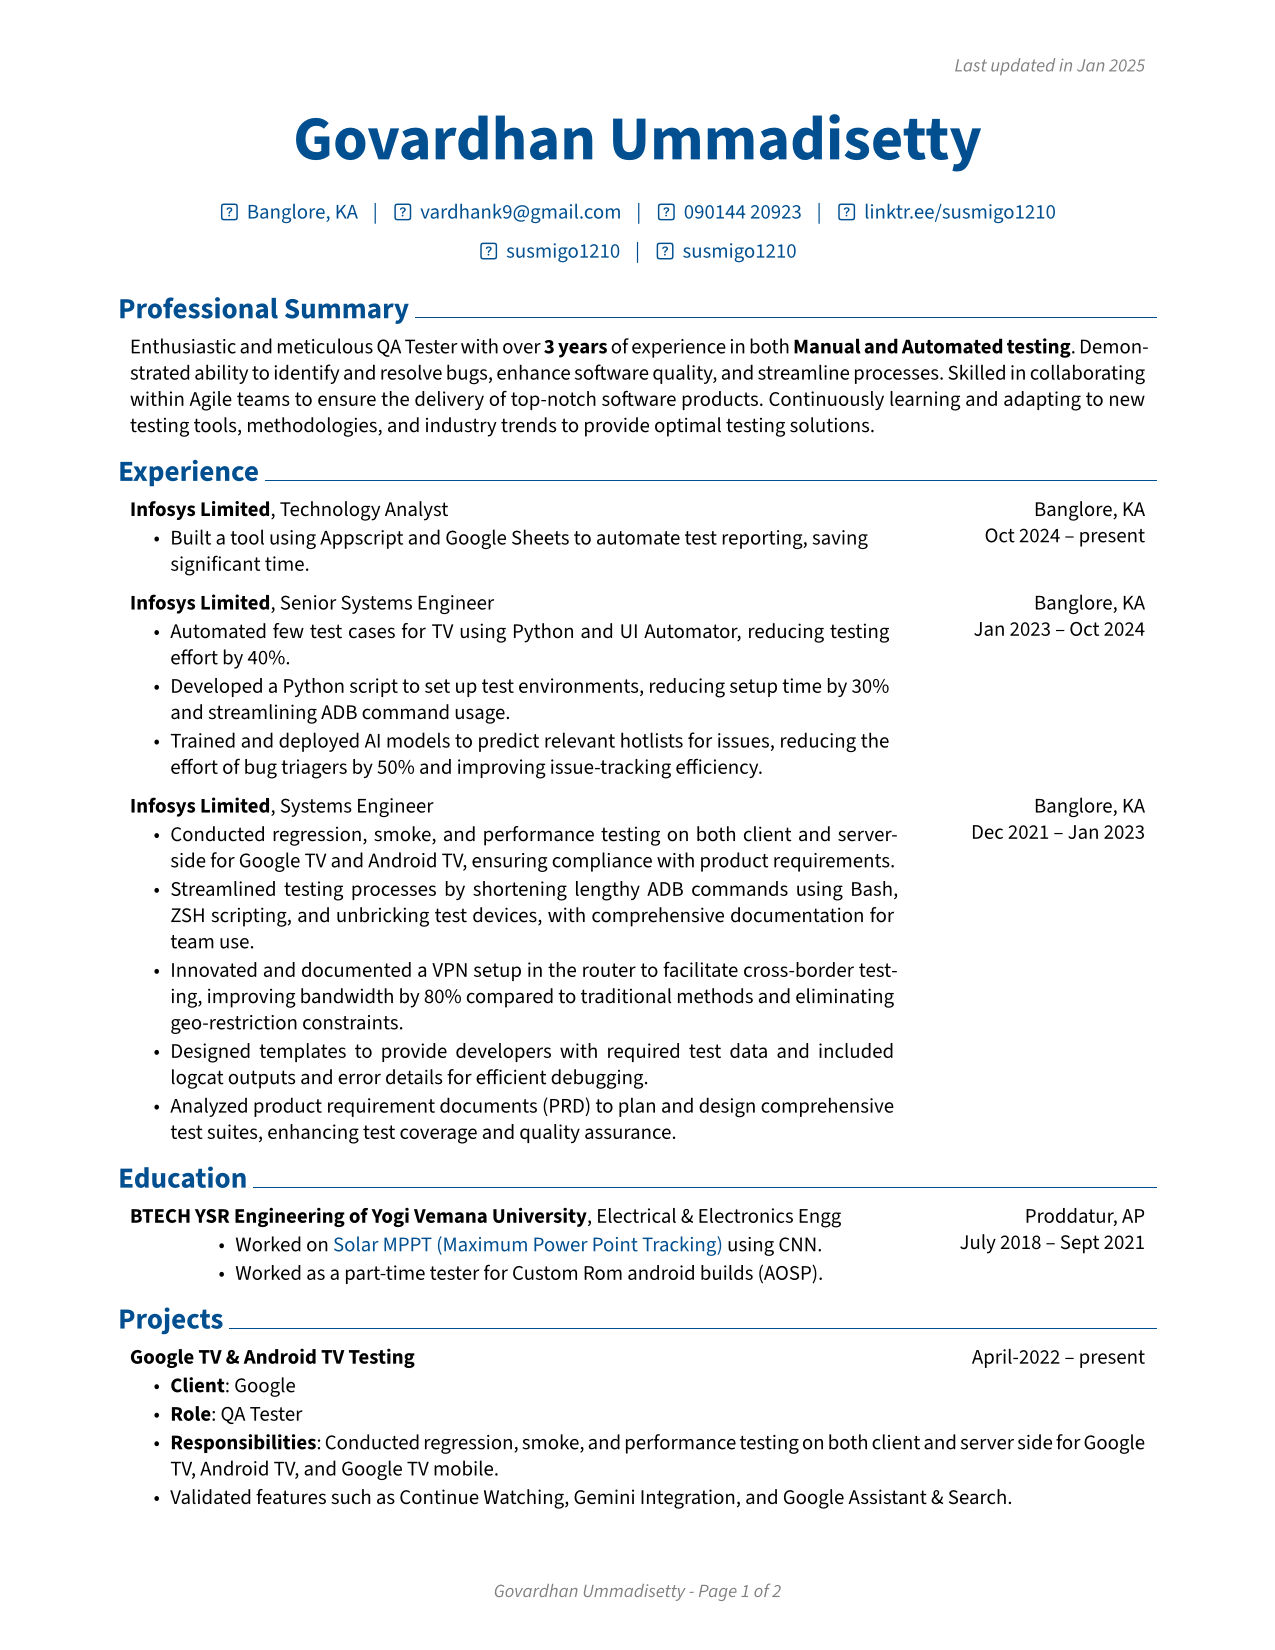 Last updated in Jan 2025
Govardhan Ummadisetty
Banglore, KA | vardhank9@gmail.com | 090144 20923 | linktr.ee/susmigo1210
susmigo1210 | susmigo1210
Professional Summary
Enthusiastic and meticulous QA Tester with over 3 years of experience in both Manual and Automated testing. Demon-
strated ability to identify and resolve bugs, enhance software quality, and streamline processes. Skilled in collaborating
within Agile teams to ensure the delivery of top-notch software products. Continuously learning and adapting to new
testing tools, methodologies, and industry trends to provide optimal testing solutions.
Experience
Infosys Limited, Technology Analyst Banglore, KA
• Built a tool using Appscript and Google Sheets to automate test reporting, saving Oct 2024 – present
significant time.
Infosys Limited, Senior Systems Engineer Banglore, KA
• Automated few test cases for TV using Python and UI Automator, reducing testing Jan 2023 – Oct 2024
effort by 40%.
• Developed a Python script to set up test environments, reducing setup time by 30%
and streamlining ADB command usage.
• Trained and deployed AI models to predict relevant hotlists for issues, reducing the
effort of bug triagers by 50% and improving issue-tracking efficiency.
Infosys Limited, Systems Engineer Banglore, KA
• Conducted regression, smoke, and performance testing on both client and server- Dec 2021 – Jan 2023
side for Google TV and Android TV, ensuring compliance with product requirements.
• Streamlined testing processes by shortening lengthy ADB commands using Bash,
ZSH scripting, and unbricking test devices, with comprehensive documentation for
team use.
• Innovated and documented a VPN setup in the router to facilitate cross-border test-
ing, improving bandwidth by 80% compared to traditional methods and eliminating
geo-restriction constraints.
• Designed templates to provide developers with required test data and included
logcat outputs and error details for efficient debugging.
• Analyzed product requirement documents (PRD) to plan and design comprehensive
test suites, enhancing test coverage and quality assurance.
Education
BTECH YSR Engineering of Yogi Vemana University, Electrical & Electronics Engg Proddatur, AP
• Worked on Solar MPPT (Maximum Power Point Tracking) using CNN. July 2018 – Sept 2021
• Worked as a part-time tester for Custom Rom android builds (AOSP).
Projects
Google TV & Android TV Testing April-2022 – present
• Client: Google
• Role: QA Tester
• Responsibilities: Conducted regression, smoke, and performance testing on both client and server side for Google
TV, Android TV, and Google TV mobile.
• Validated features such as Continue Watching, Gemini Integration, and Google Assistant & Search.
Govardhan Ummadisetty - Page 1 of 2